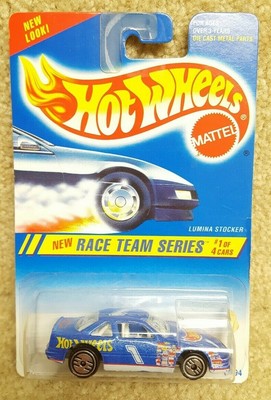 NEW
LOOK!
FOR AGES
OVER 3 YEARS
DIE CAST METAL PARTS
HOT WHEELS
MATTEL
LUMINA STOCKER
NEW RACE TEAM SERIES #1 OF
4 CARS
Hot Wheels
1